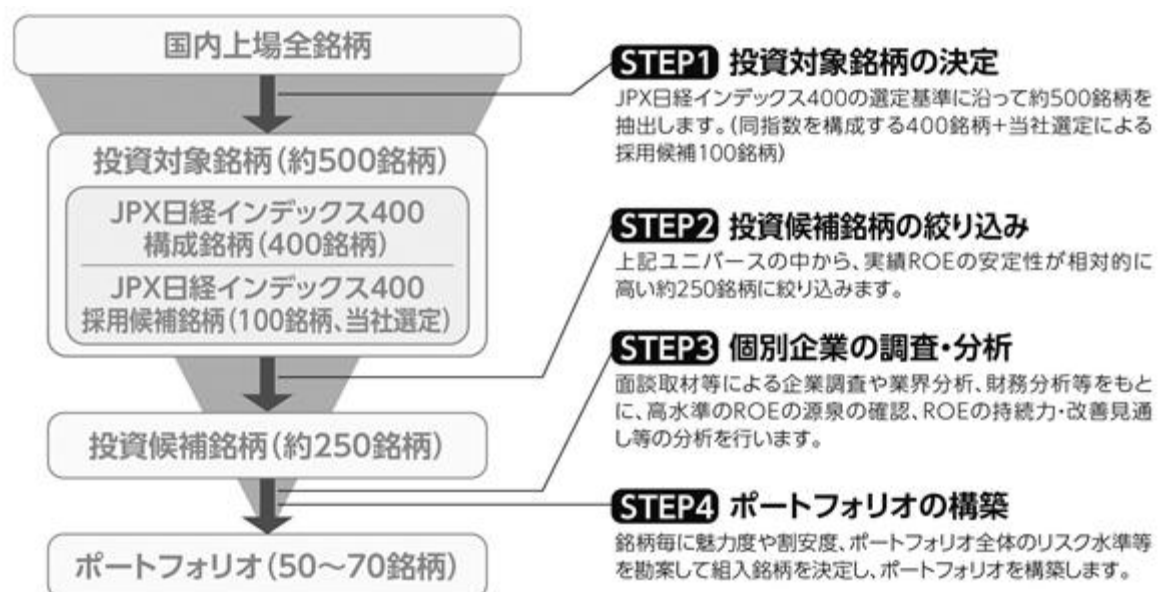 国内上場全銘柄
投資対象銘柄(約500銘柄)
JPX日経インデックス400
構成銘柄(400銘柄)
JPX日経インデックス400
採用候補銘柄(100銘柄、当社選定)
投資候補銘柄(約250銘柄)
ポートフォリオ(50〜70銘柄)
STEP1 投資対象銘柄の決定
JPX日経インデックス400の選定基準に沿って約500銘柄を
抽出します。(同指数を構成する400銘柄+当社選定による
採用候補100銘柄)
STEP2 投資候補銘柄の絞り込み
上記ユニバースの中から、実績ROEの安定性が相対的に
高い約250銘柄に絞り込みます。
STEP3 個別企業の調査・分析
面談取材等による企業調査や業界分析、財務分析等をもと
に、高水準のROEの源泉の確認、ROEの持続力・改善見通
し等の分析を行います。
STEP4 ポートフォリオの構築
銘柄毎に魅力度や割安度、ポートフォリオ全体のリスク水準等
を勘案して組入銘柄を決定し、ポートフォリオを構築します。